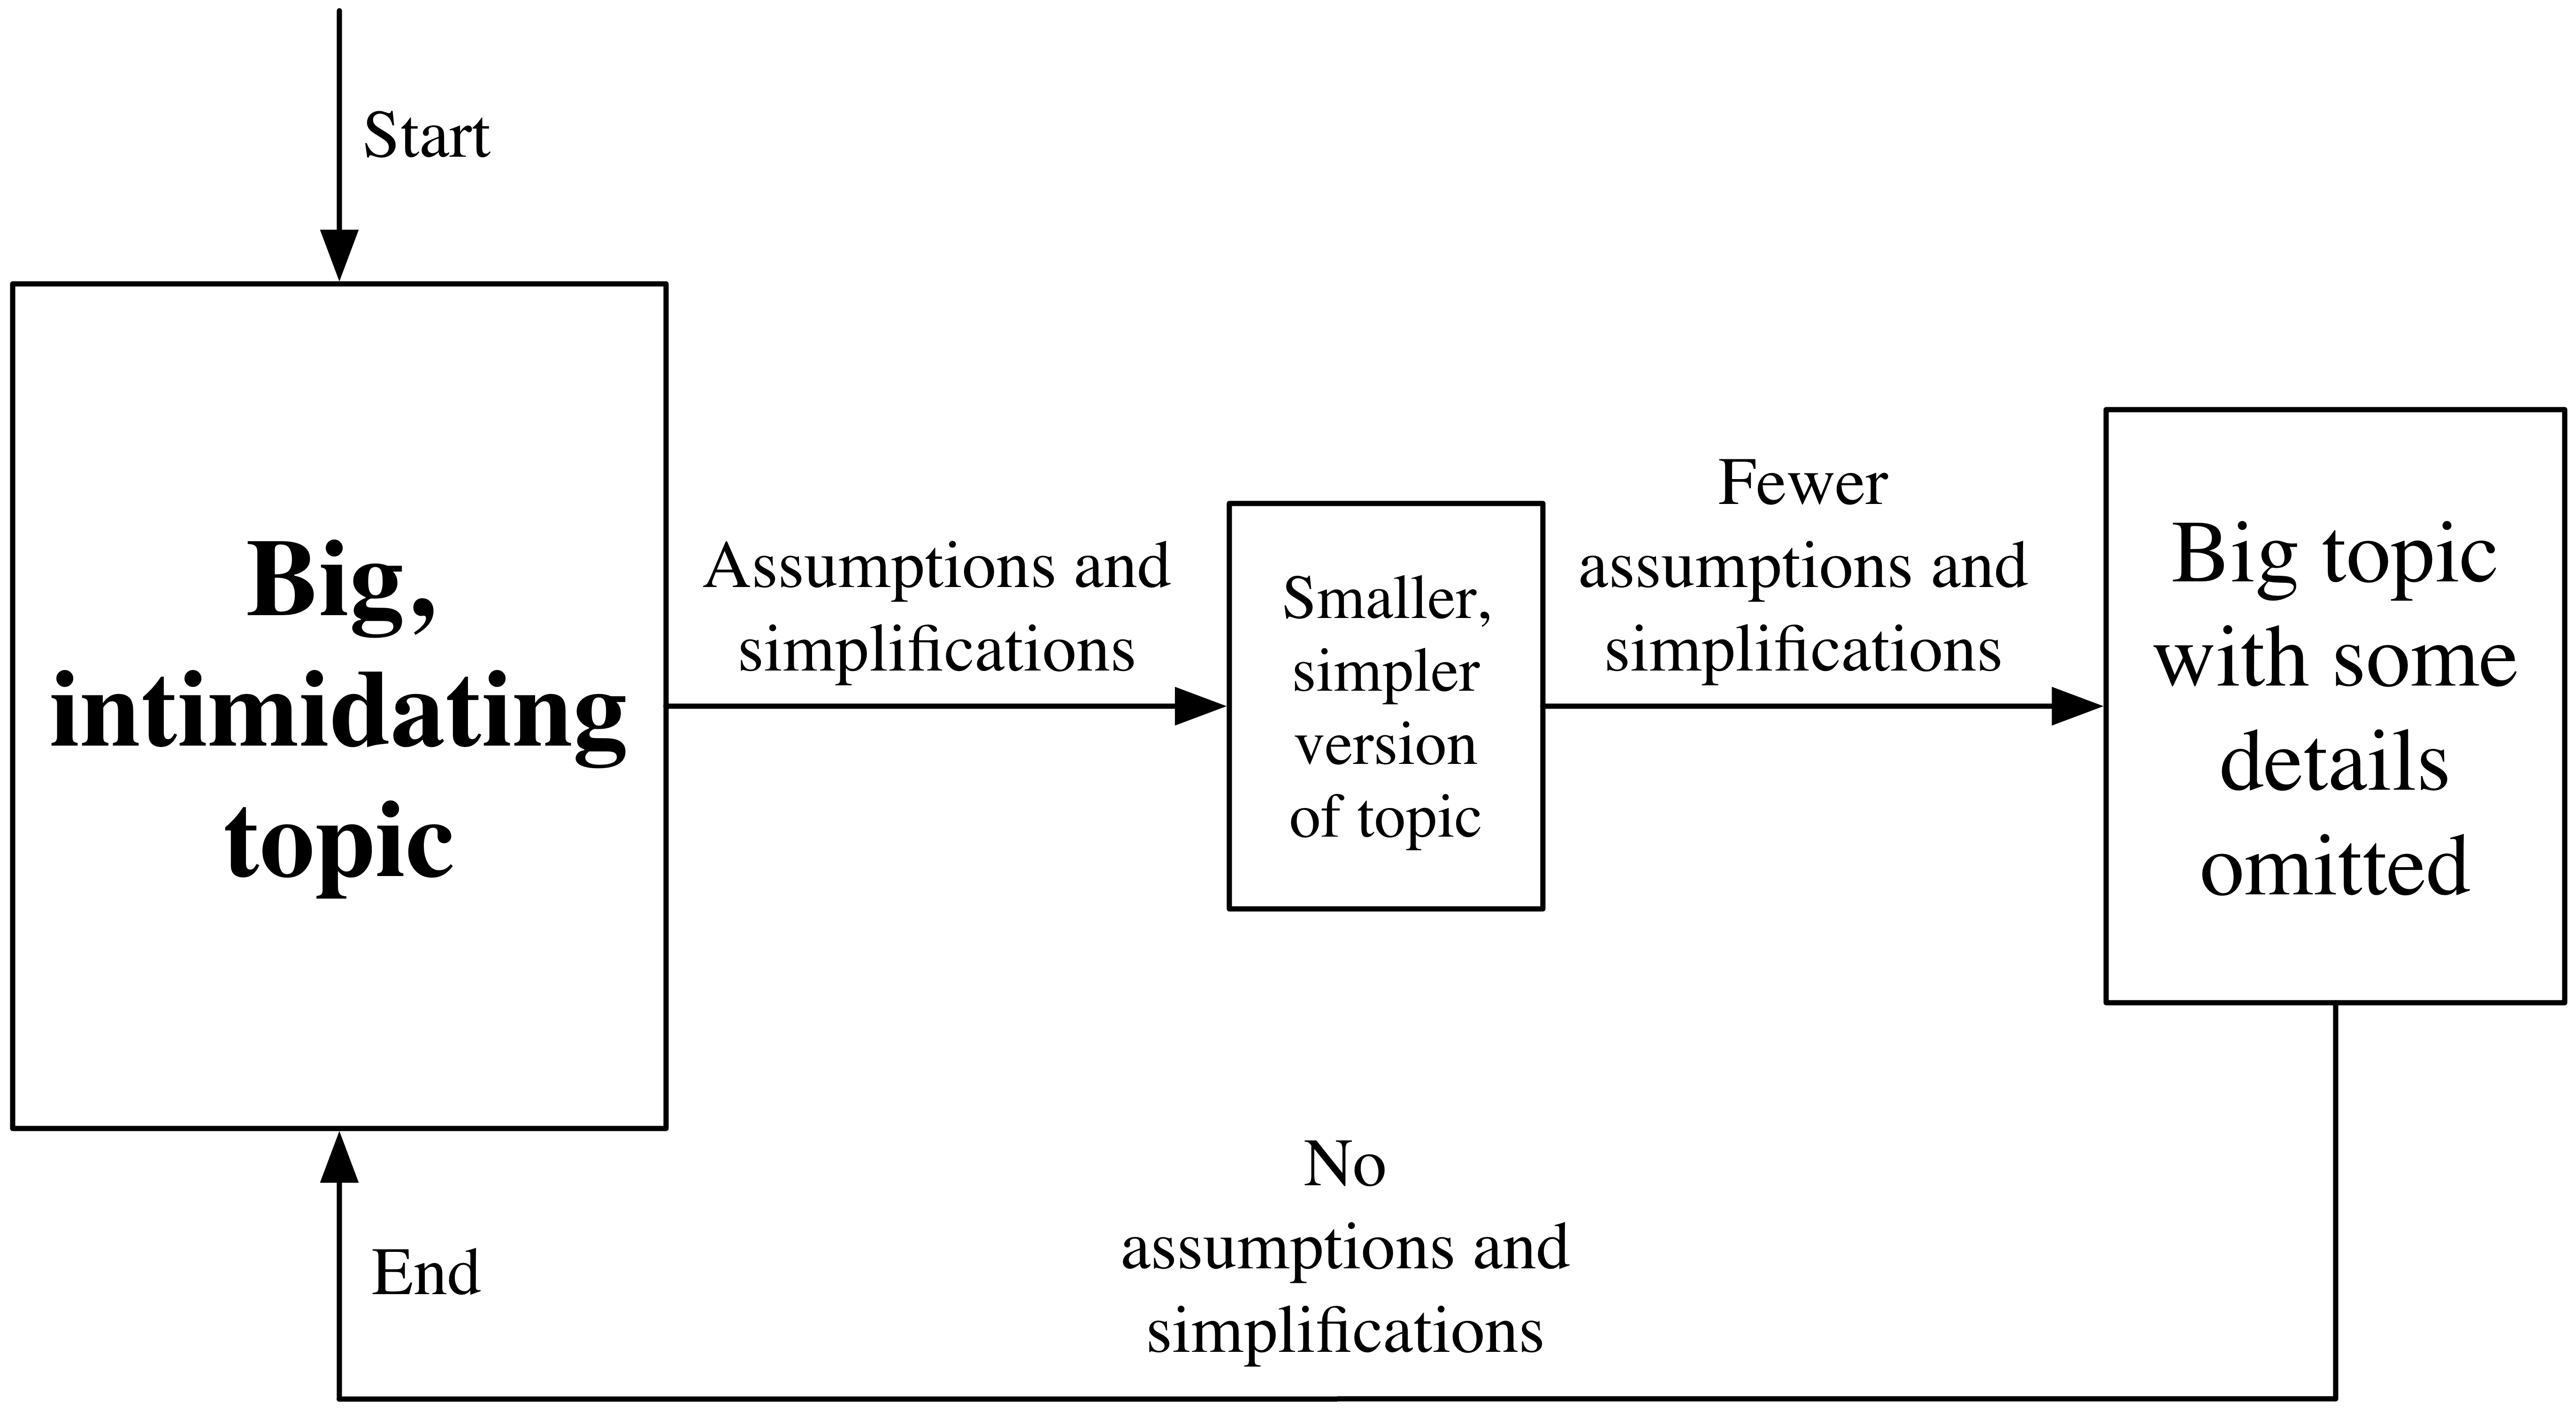 Start
Big,
intimidating
topic
Assumptions and
simplifications
Smaller,
simpler
version
of topic
Fewer
assumptions and
simplifications
Big topic
with some
details
omitted
No
assumptions and
simplifications
End